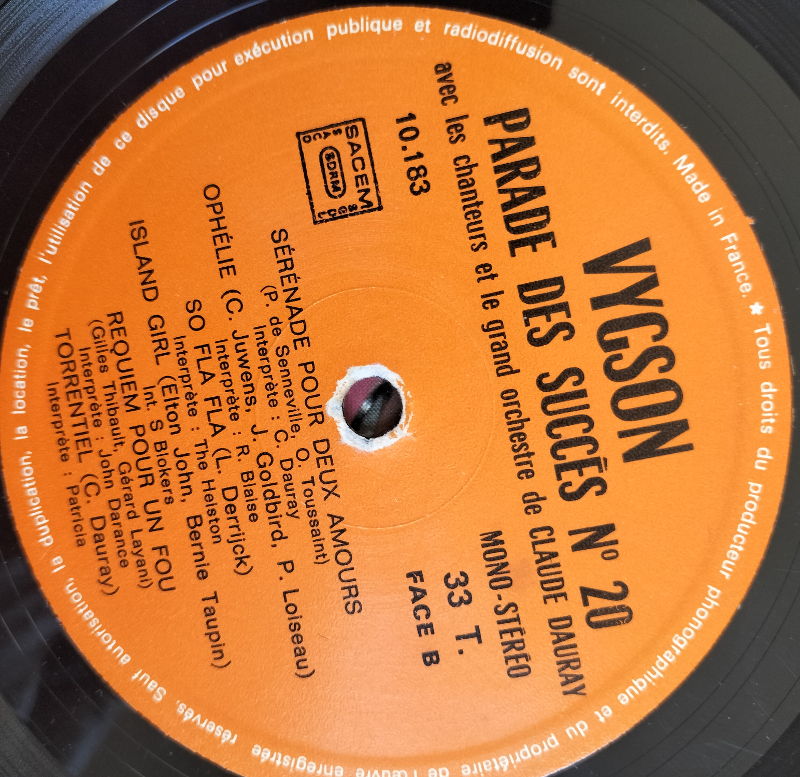 VYGSON
PARADE DES SUCCÈS N° 20
avec les chanteurs et le grand orchestre de CLAUDE DAURAY
MONO-STÉRÉO
10.183
33 T.
FACE B
SACEM
SACD
SDRM
SGDL
SÉRÉNADE POUR DEUX AMOURS
(P. de Senneville, O. Toussaint)
Interprète : C. Dauray
OPHÉLIE (C. Juwens, J. Goldbird, P. Loiseau)
Interprète : R. Blaise
SO FLA FLA (L. Derrijck)
Interprète : The Helston
ISLAND GIRL (Elton John, Bernie Taupin)
Int. S Blokers
REQUIEM POUR UN FOU
(Gilles Thibault, Gérard Layani)
Interprète : John Darance
TORRENTIEL (C. Dauray)
Interprète : Patricia
★ Tous droits du producteur phonographique et du propriétaire de l'œuvre enregistrée réservés. Sauf autorisation, la duplication, la location, le prêt, l'utilisation de ce disque pour exécution publique et radiodiffusion sont interdits. Made in France.